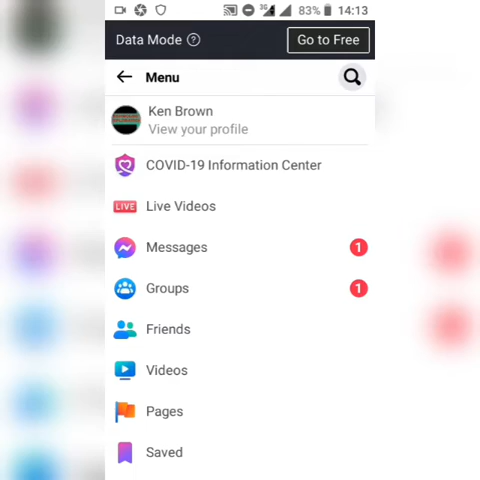 3G 83% 14:13
Data Mode ? Go to Free
Menu
Ken Brown
View your profile
COVID-19 Information Center
LIVE Live Videos
Messages 1
Groups 1
Friends
Videos
Pages
Saved